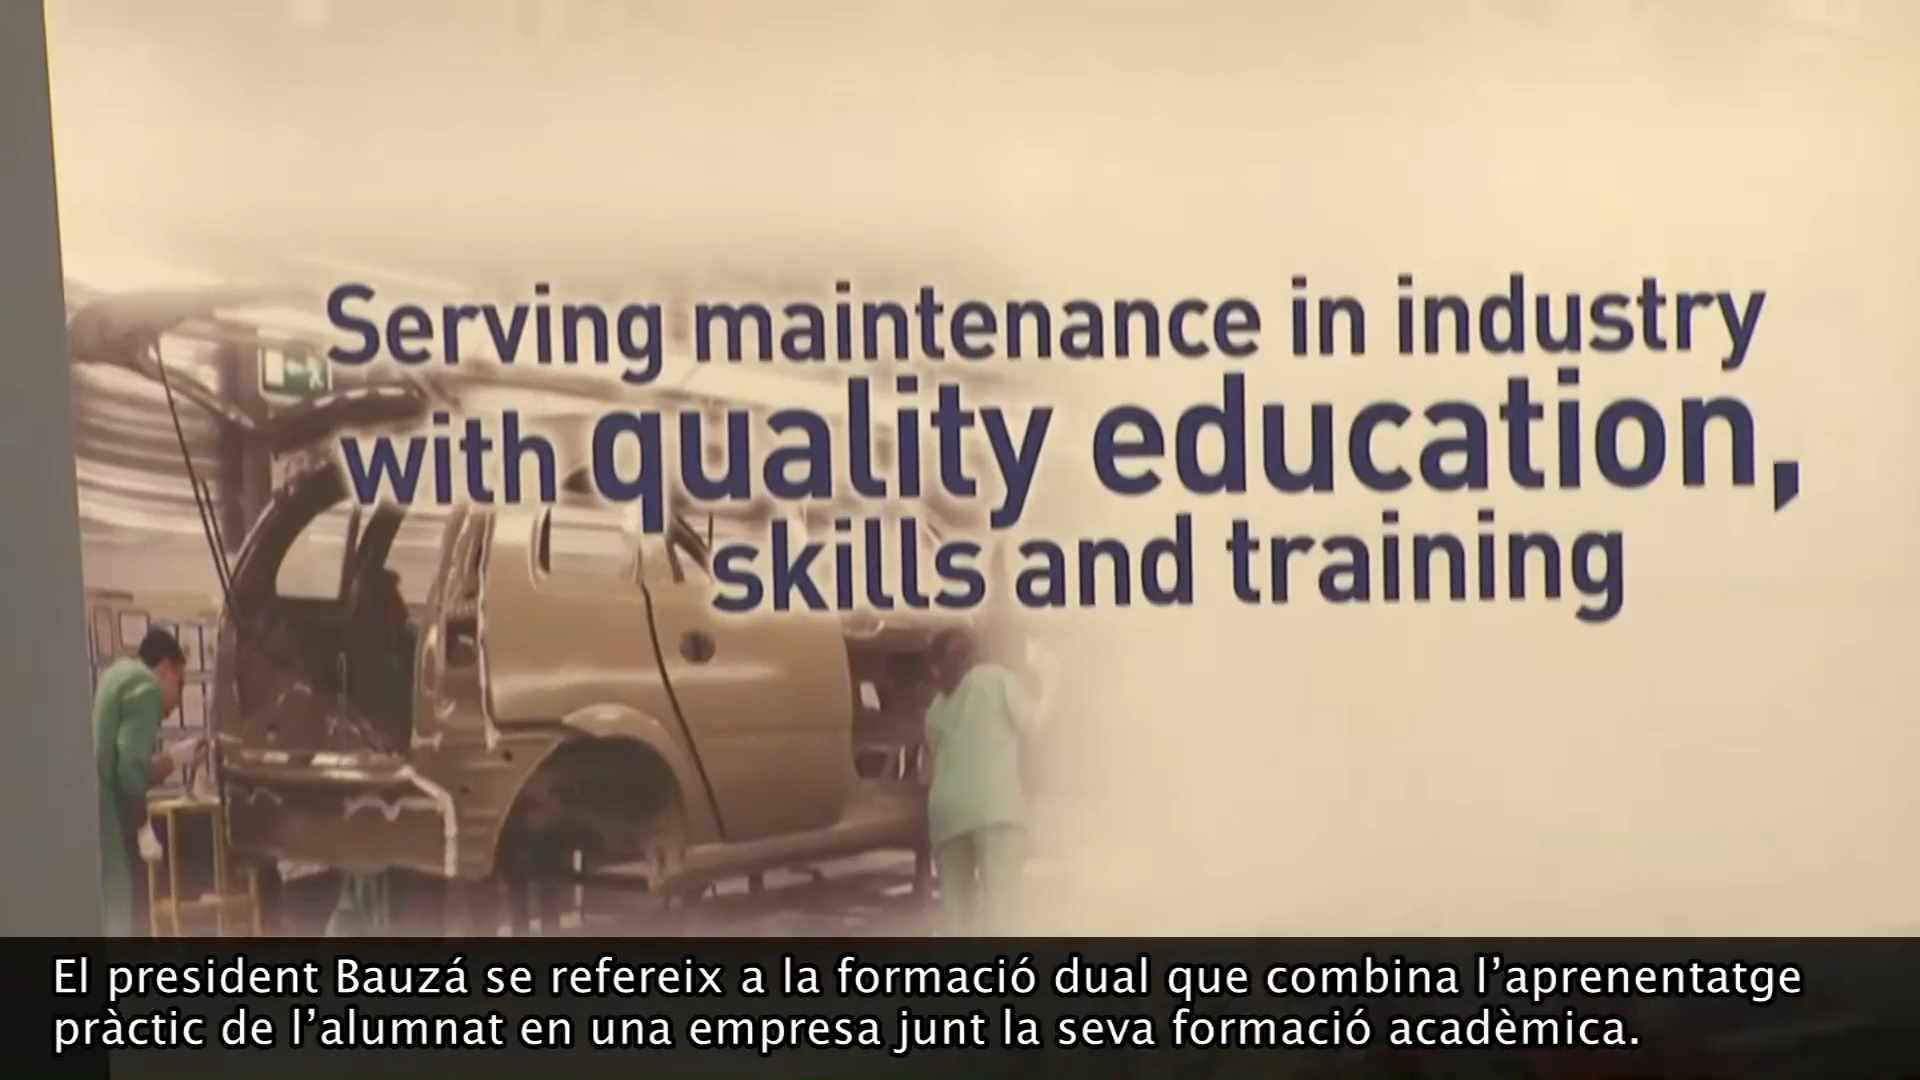 Serving maintenance in industry
with quality education,
skills and training
El president Bauzá se refereix a la formació dual que combina l’aprenentatge
pràctic de l’alumnat en una empresa junt la seva formació acadèmica.